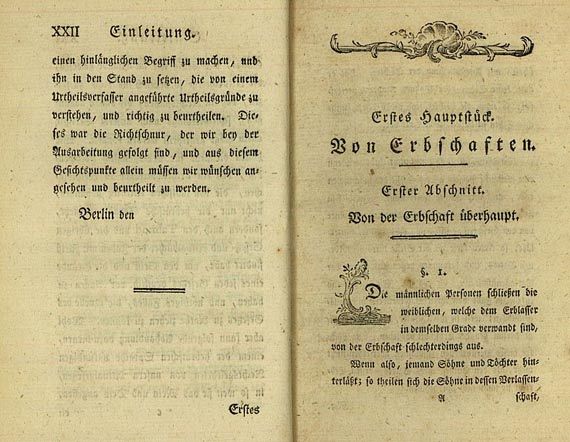 XXII Einleitung.
einen hinlänglichen Begriff zu machen, und
ihn in den Stand zu setzen, die von einem
Urtheilsverfasser angeführte Urtheilsgründe zu
verstehen, und richtig zu beurtheilen. Die-
ses war die Richtschnur, der wir bey der
Ausarbeitung gefolgt sind, und aus diesem
Gesichtspunkte allein müssen wir wünschen an-
gesehen und beurtheilt zu werden.
Berlin den
Erstes
Erstes Hauptstück.
Von Erbschaften.
Erster Abschnitt.
Von der Erbschaft überhaupt.
§. 1.
Die männlichen Personen schließen die
weiblichen, welche dem Erblasser
in demselben Grade verwandt sind,
von der Erbschaft schlechterdings aus.
Wenn also, jemand Söhne und Töchter hin-
terläßt; so theilen sich die Söhne in dessen Verlassen-
A schaft,